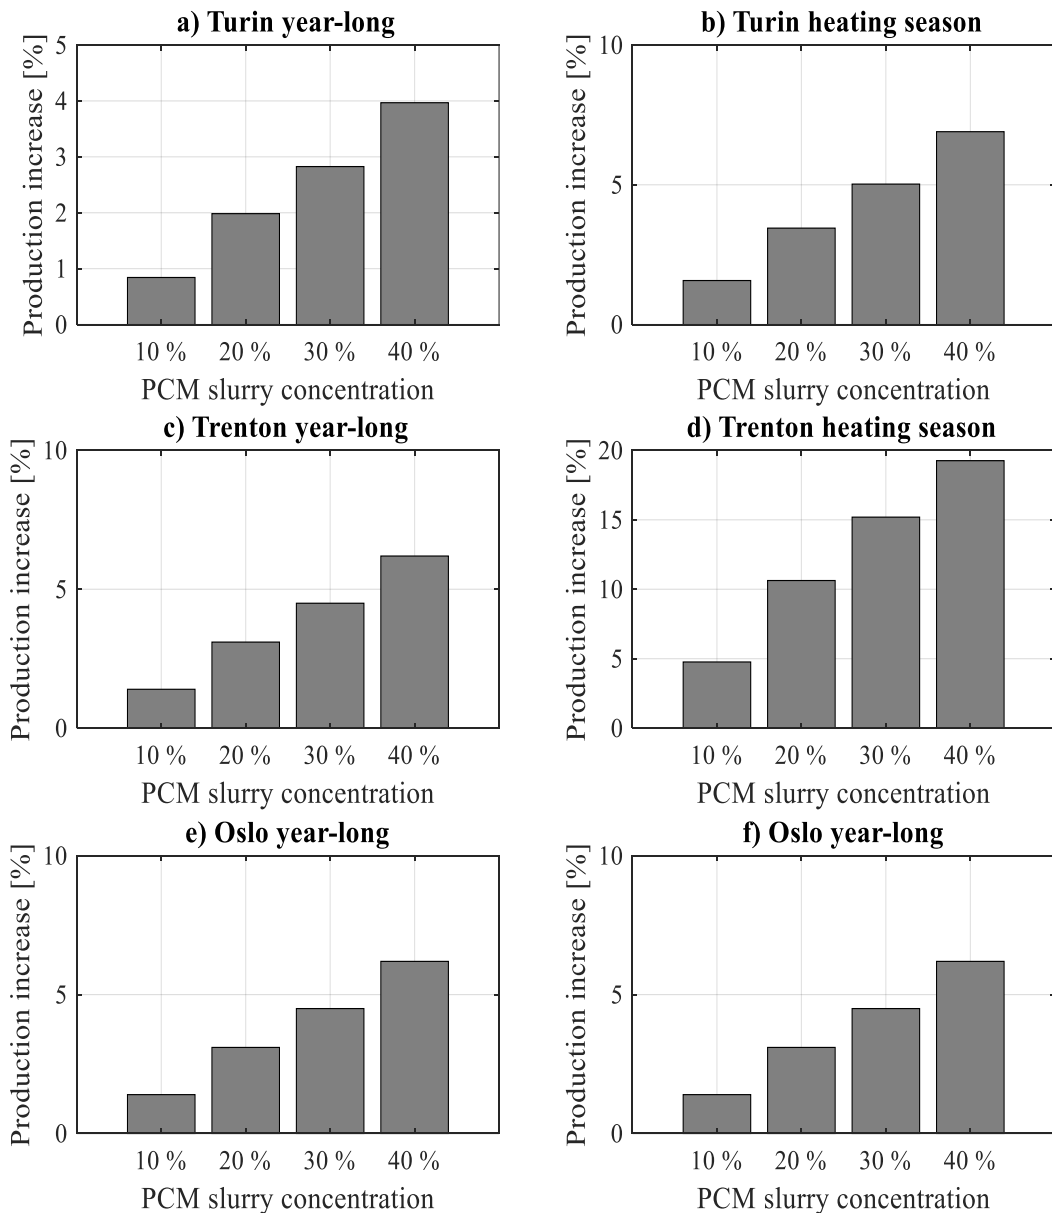 a) Turin year-long
Production increase [%]
5
4
3
2
1
0
10 % 20 % 30 % 40 %
PCM slurry concentration
b) Turin heating season
Production increase [%]
10
5
0
10 % 20 % 30 % 40 %
PCM slurry concentration
c) Trenton year-long
Production increase [%]
10
5
0
10 % 20 % 30 % 40 %
PCM slurry concentration
d) Trenton heating season
Production increase [%]
20
15
10
5
0
10 % 20 % 30 % 40 %
PCM slurry concentration
e) Oslo year-long
Production increase [%]
10
5
0
10 % 20 % 30 % 40 %
PCM slurry concentration
f) Oslo year-long
Production increase [%]
10
5
0
10 % 20 % 30 % 40 %
PCM slurry concentration